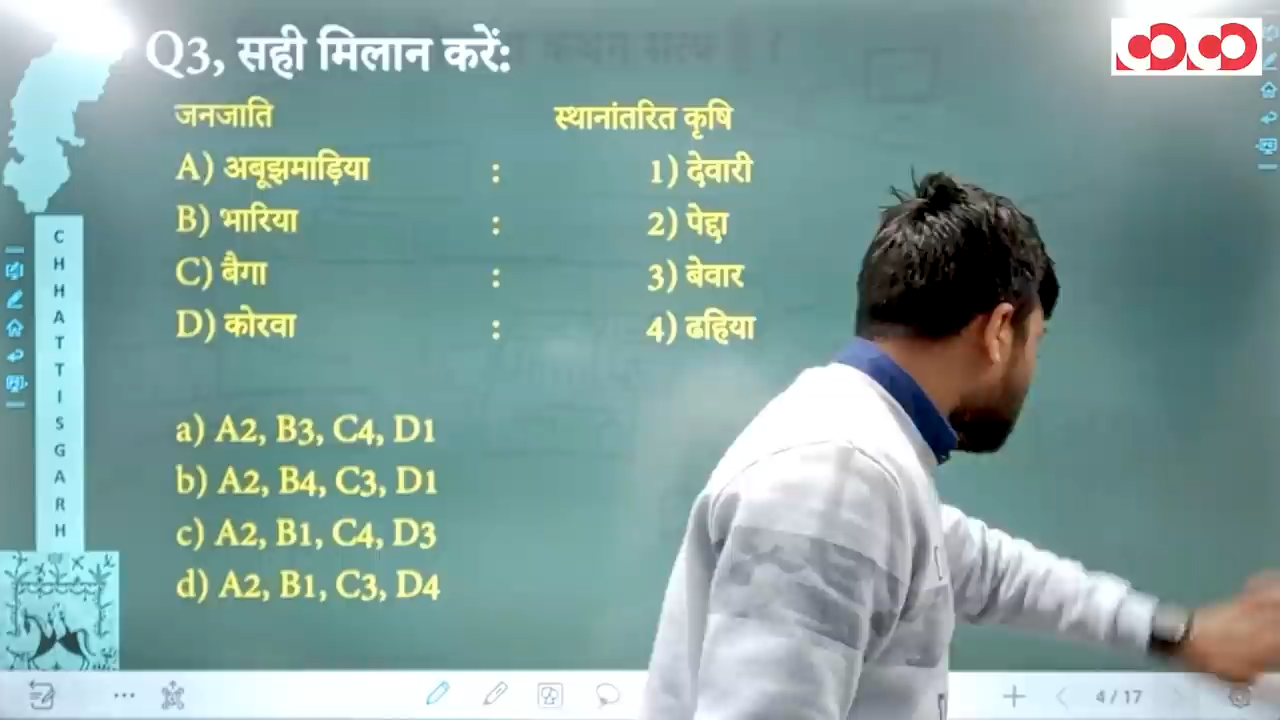 Q3, सही मिलान करें:
जनजाति स्थानांतरित कृषि
A) अबूझमाड़िया : 1) देवारी
B) भारिया : 2) पेद्दा
C) बैगा : 3) बेवार
D) कोरवा : 4) ढहिया
a) A2, B3, C4, D1
b) A2, B4, C3, D1
c) A2, B1, C4, D3
d) A2, B1, C3, D4
CHHATTISGARH
4 / 17